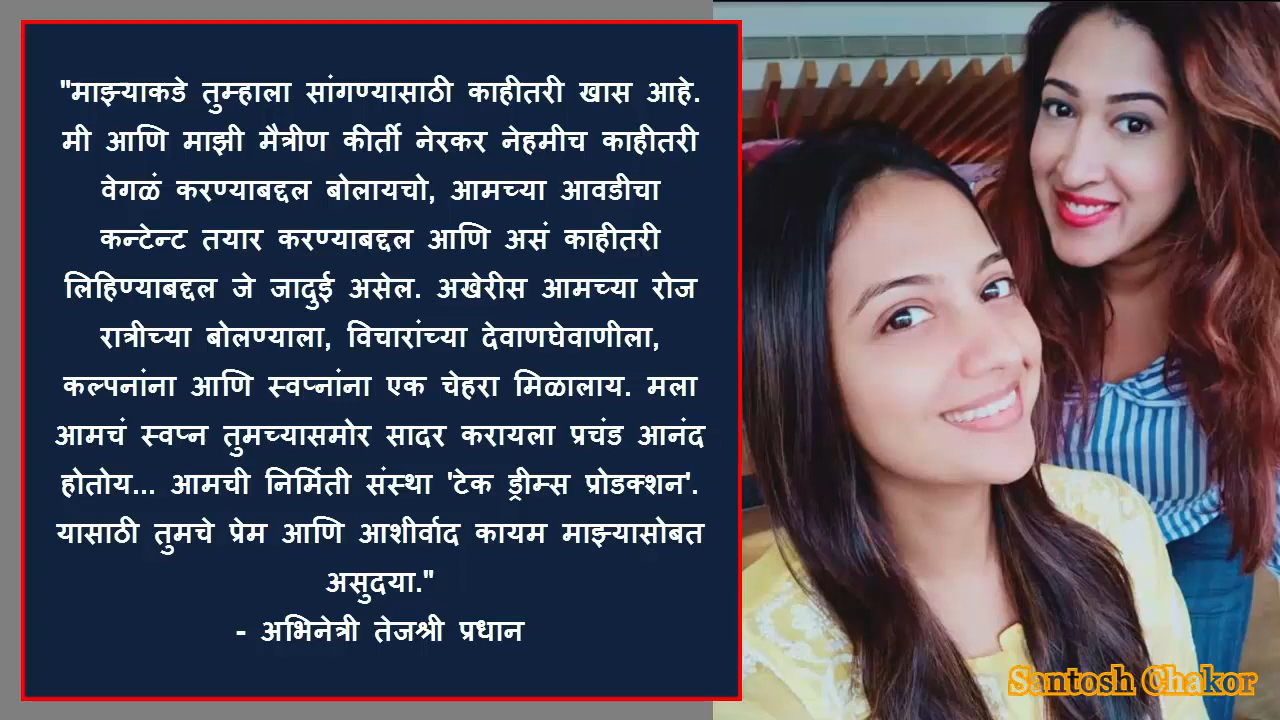 "माझ्याकडे तुम्हाला सांगण्यासाठी काहीतरी खास आहे.
मी आणि माझी मैत्रीण कीर्ती नेरकर नेहमीच काहीतरी
वेगळं करण्याबद्दल बोलायचो, आमच्या आवडीचा
कन्टेन्ट तयार करण्याबद्दल आणि असं काहीतरी
लिहिण्याबद्दल जे जादुई असेल. अखेरीस आमच्या रोज
रात्रीच्या बोलण्याला, विचारांच्या देवाणघेवाणीला,
कल्पनांना आणि स्वप्नांना एक चेहरा मिळालाय. मला
आमचं स्वप्न तुमच्यासमोर सादर करायला प्रचंड आनंद
होतोय... आमची निर्मिती संस्था 'टेक ड्रीम्स प्रोडक्शन'.
यासाठी तुमचे प्रेम आणि आशीर्वाद कायम माझ्यासोबत
असुदया."
- अभिनेत्री तेजश्री प्रधान
Santosh Chakor